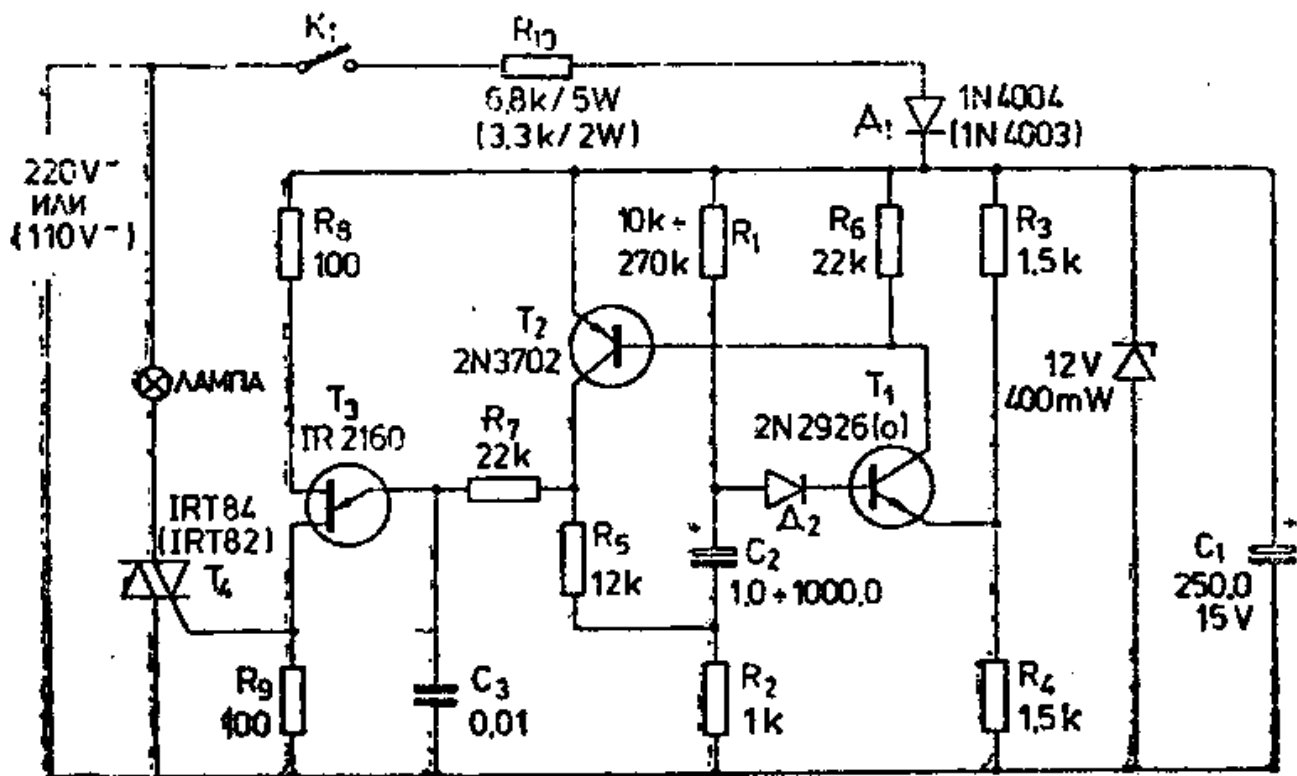 K₁
R₁₀
6,8k/5W
(3,3k/2W)
Д₁
1N4004
(1N4003)
220V~
ИЛИ
(110V~)
R₈
100
10k÷
270k
R₁
R₆
22k
R₃
1,5k
T₂
2N3702
12V
400mW
ЛАМПА
T₃
IR2160
R₇
22k
T₁
2N2926(o)
IRT84
(IRT82)
T₄
R₅
12k
Д₂
+
C₂
1,0÷1000,0
+
C₁
250,0
15V
R₉
100
C₃
0,01
R₂
1k
R₄
1,5k